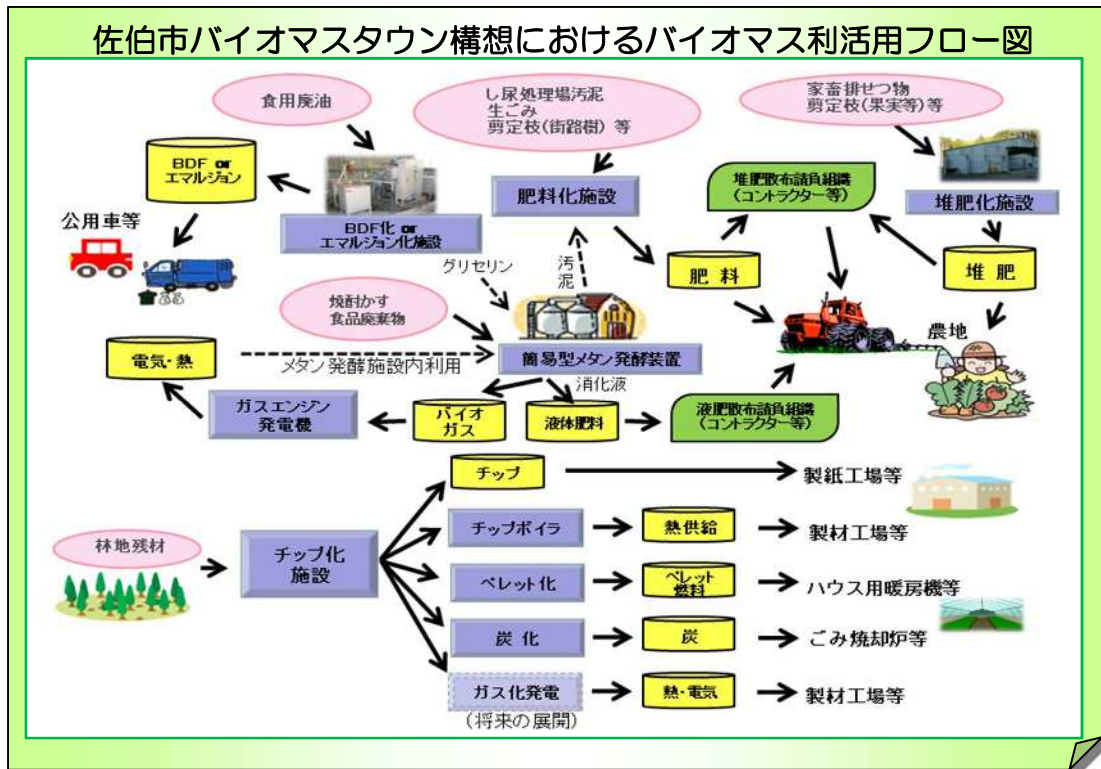 佐伯市バイオマスタウン構想におけるバイオマス利活用フロー図
食用廃油
し尿処理場汚泥
生ごみ
剪定枝(街路樹) 等
家畜排せつ物
剪定枝(果実等)等
BDF or
エマルジョン
公用車等
BDF化 or
エマルジョン化施設
肥料化施設
堆肥散布請負組織
(コントラクター等)
堆肥化施設
グリセリン
汚泥
肥 料
堆 肥
焼酎かす
食品廃棄物
農地
電気・熱
メタン発酵施設内利用
簡易型メタン発酵装置
消化液
ガスエンジン
発電機
バイオ
ガス
液体肥料
液肥散布請負組織
(コントラクター等)
チップ
製紙工場等
林地残材
チップ化
施設
チップボイラ
熱供給
製材工場等
ペレット化
ペレット
燃料
ハウス用暖房機等
炭 化
炭
ごみ焼却炉等
ガス化発電
(将来の展開)
熱・電気
製材工場等